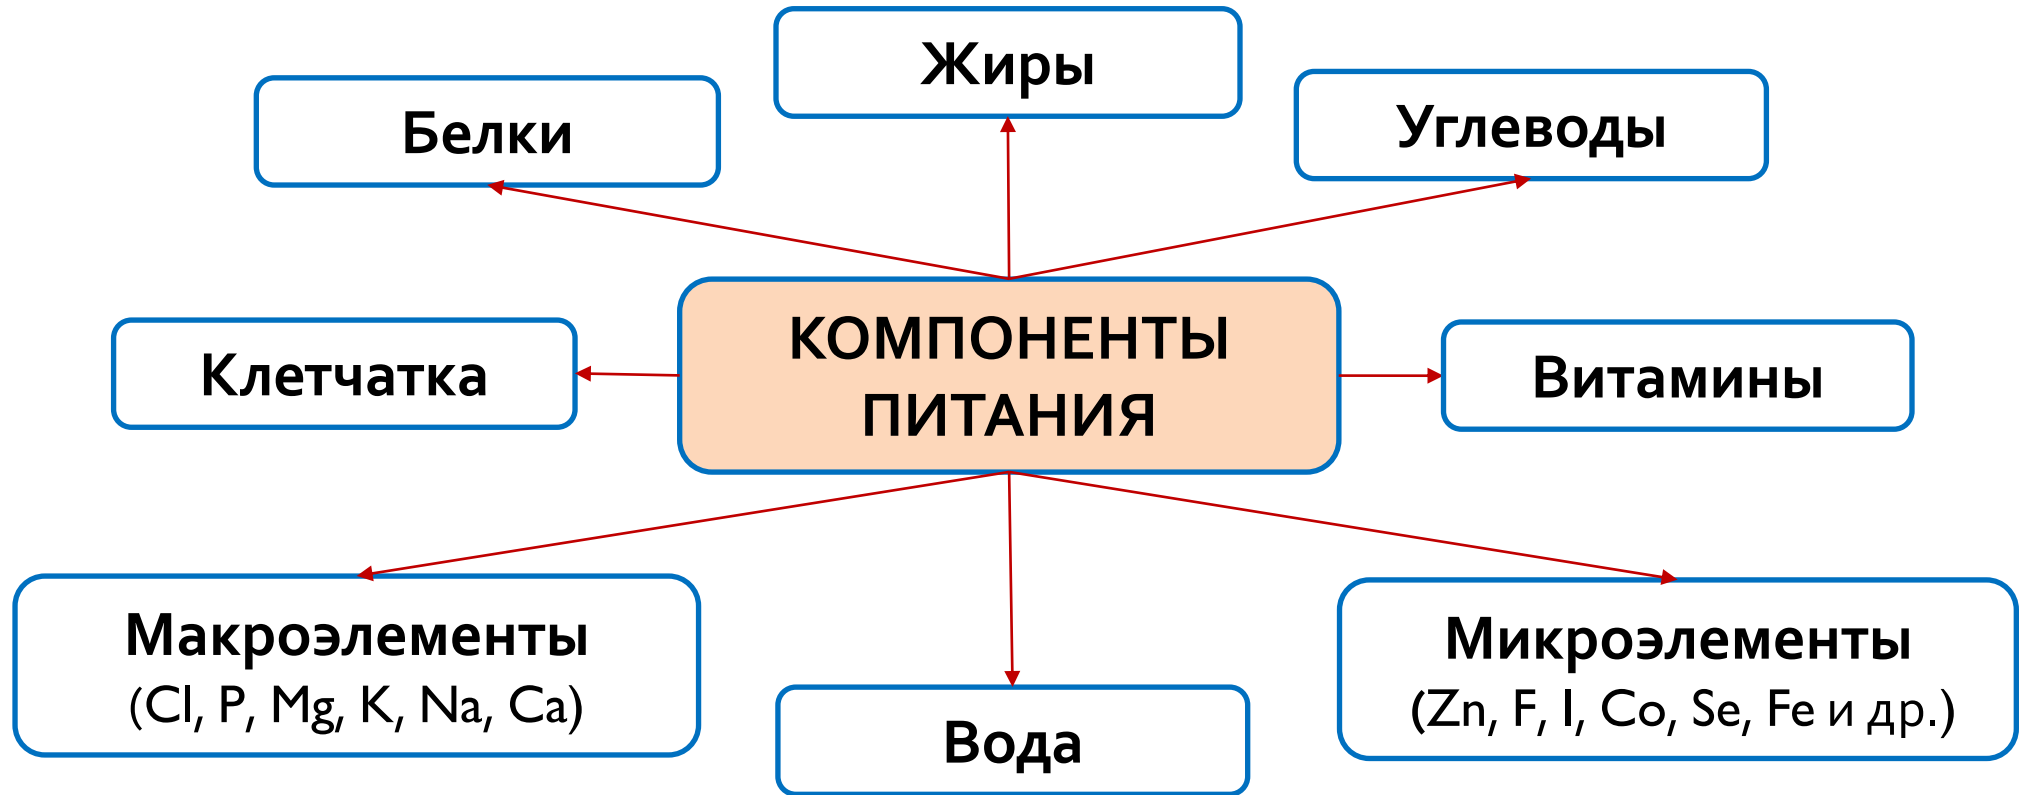 Жиры
Белки
Углеводы
КОМПОНЕНТЫ
ПИТАНИЯ
Клетчатка
Витамины
Макроэлементы
(Cl, P, Mg, K, Na, Ca)
Микроэлементы
(Zn, F, I, Co, Se, Fe и др.)
Вода